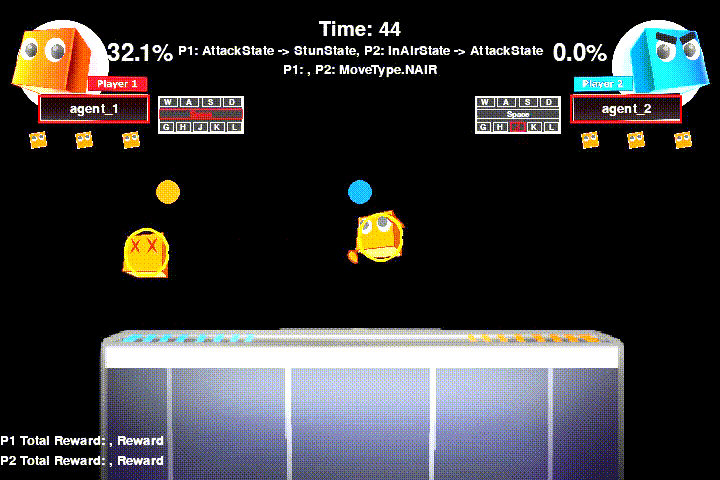 Time: 44
32.1% P1: AttackState -> StunState, P2: InAirState -> AttackState 0.0%
P1: , P2: MoveType.NAIR
Player 1
Player 2
agent_1
W A S D
Space
G H J K L
W A S D
Space
G H J K L
agent_2
P1 Total Reward: , Reward
P2 Total Reward: , Reward